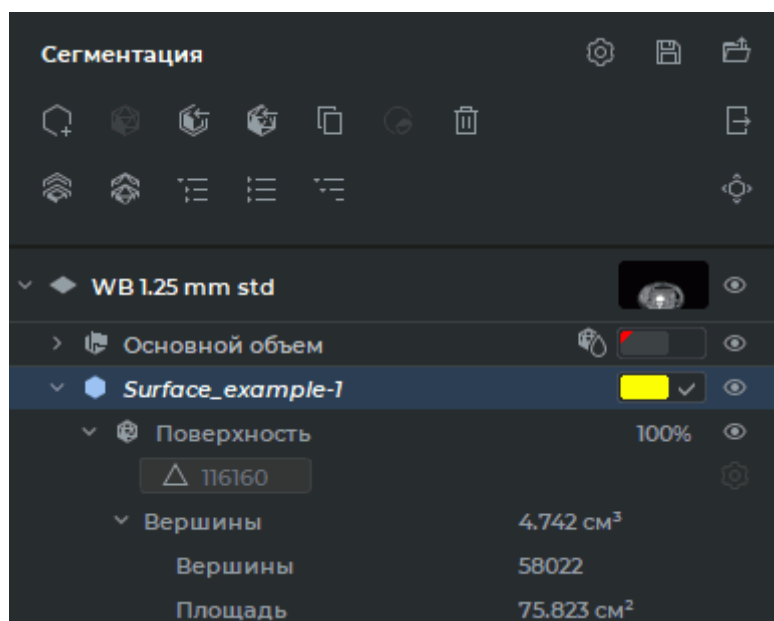 Сегментация
WB 1.25 mm std
Основной объем
Surface_example-1
Поверхность 100%
116160
Вершины 4.742 см³
Вершины 58022
Площадь 75.823 см²